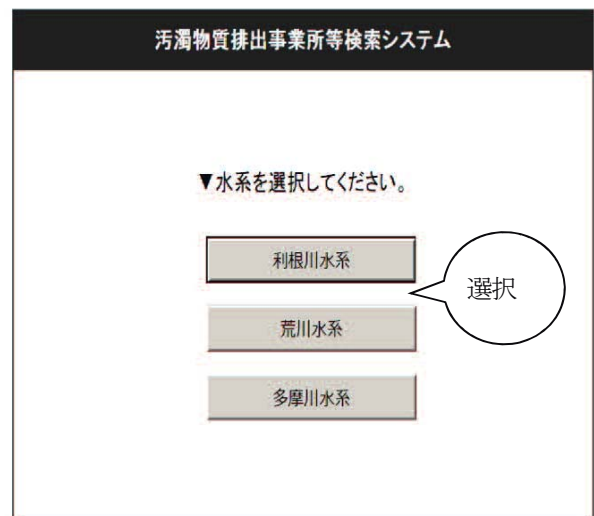 汚濁物質排出事業所等検索システム
▼水系を選択してください。
利根川水系
選択
荒川水系
多摩川水系